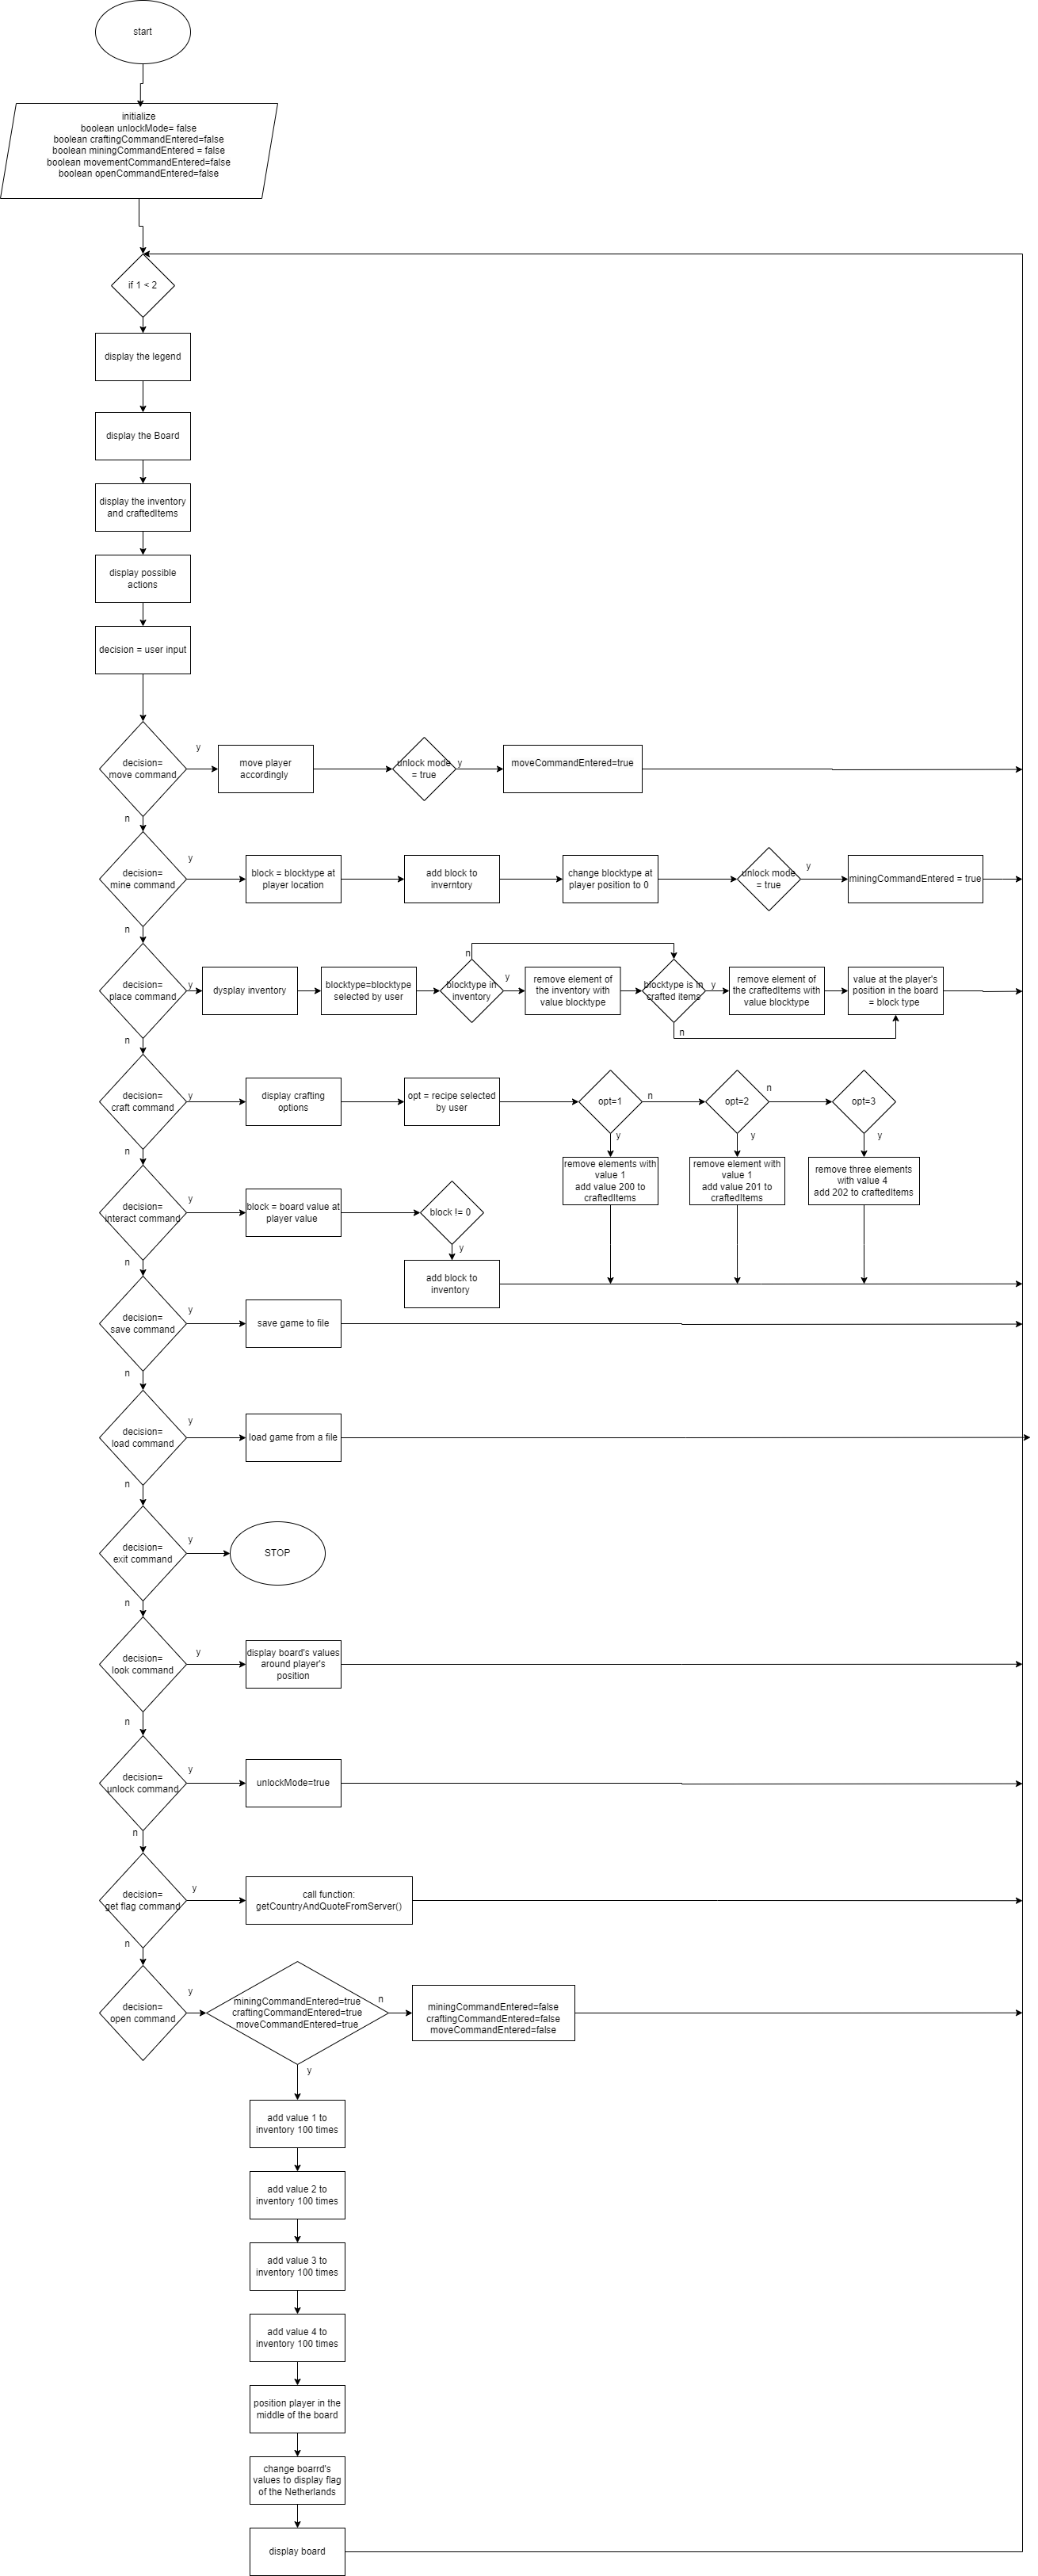 start
initialize
boolean unlockMode= false
boolean craftingCommandEntered=false
boolean miningCommandEntered = false
boolean movementCommandEntered=false
boolean openCommandEntered=false
if 1 < 2
display the legend
display the Board
display the inventory
and craftedItems
display possible
actions
decision = user input
decision=
move command
y
n
move player
accordingly
unlock mode
= true
y
moveCommandEntered=true
decision=
mine command
y
n
block = blocktype at
player location
add block to
inverntory
change blocktype at
player position to 0
unlock mode
= true
y
miningCommandEntered = true
decision=
place command
y
n
dysplay inventory
blocktype=blocktype
selected by user
blocktype in
inventory
n
y
remove element of
the inventory with
value blocktype
blocktype is in
crafted items
y
n
remove element of
the craftedItems with
value blocktype
value at the player's
position in the board
= block type
decision=
craft command
y
n
display crafting
options
opt = recipe selected
by user
opt=1
n
y
opt=2
n
y
opt=3
y
remove elements with
value 1
add value 200 to
craftedItems
remove element with
value 1
add value 201 to
craftedItems
remove three elements
with value 4
add 202 to craftedItems
decision=
interact command
y
n
block = board value at
player value
block != 0
y
add block to
inventory
decision=
save command
y
n
save game to file
decision=
load command
y
n
load game from a file
decision=
exit command
y
n
STOP
decision=
look command
y
n
display board's values
around player's
position
decision=
unlock command
y
n
unlockMode=true
decision=
get flag command
y
n
call function:
getCountryAndQuoteFromServer()
decision=
open command
y
miningCommandEntered=true
craftingCommandEntered=true
moveCommandEntered=true
n
y
miningCommandEntered=false
craftingCommandEntered=false
moveCommandEntered=false
add value 1 to
inventory 100 times
add value 2 to
inventory 100 times
add value 3 to
inventory 100 times
add value 4 to
inventory 100 times
position player in the
middle of the board
change boarrd's
values to display flag
of the Netherlands
display board